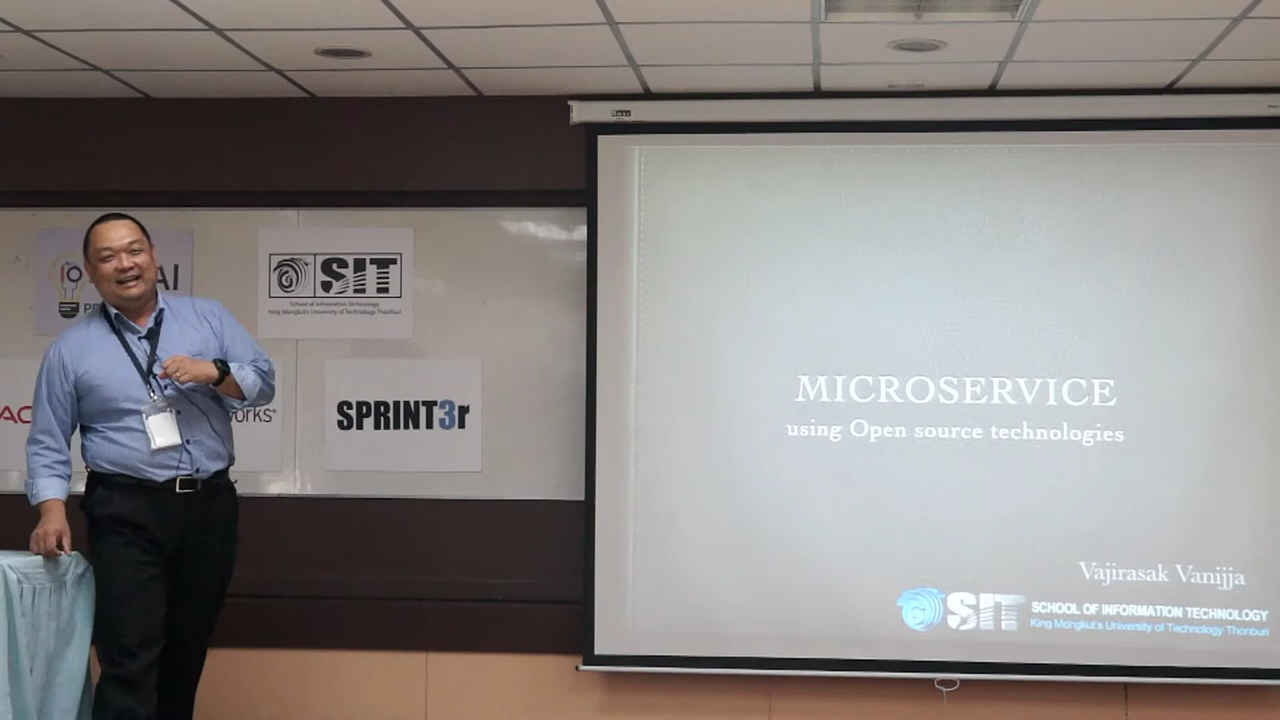 AI
SIT
School of Information Technology
King Mongkut's University of Technology Thonburi
SPRINT3r
MICROSERVICE
using Open source technologies
Vajirasak Vanijja
SIT
SCHOOL OF INFORMATION TECHNOLOGY
King Mongkut's University of Technology Thonburi